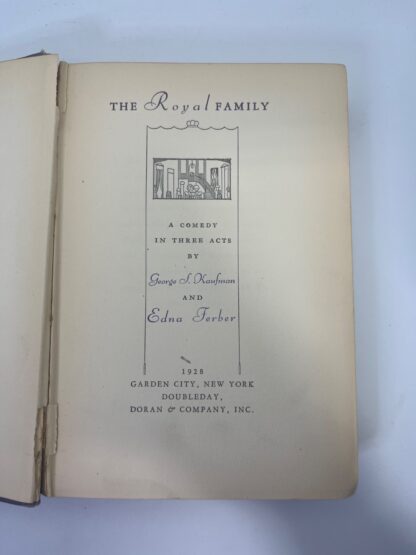 THE Royal FAMILY
A COMEDY
IN THREE ACTS
BY
George S. Kaufman
AND
Edna Ferber
1928
GARDEN CITY, NEW YORK
DOUBLEDAY,
DORAN & COMPANY, INC.